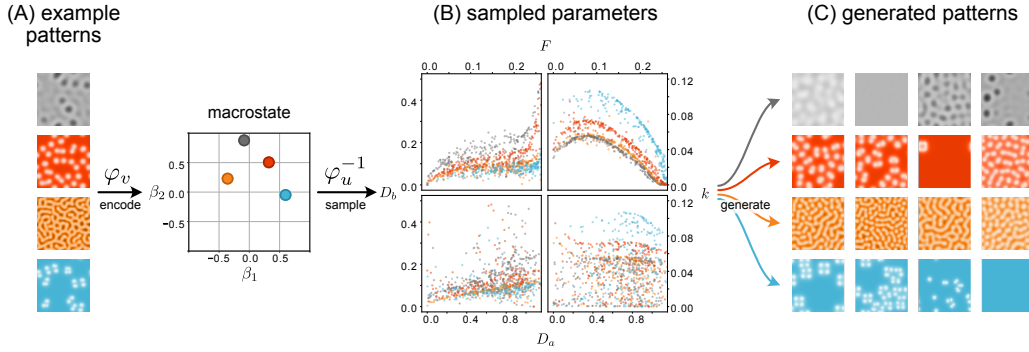 (A) example
patterns
(B) sampled parameters
(C) generated patterns
F
0.0 0.1 0.2 0.0 0.1 0.2
macrostate
0.5
0.0
−0.5
−0.5 0.0 0.5
β₂
β₁
φ_v
encode
φ_u^{-1}
sample
D_b
0.4
0.2
0.0
0.4
0.2
0.0
0.12
0.08
0.04
0.00
0.12
0.08
0.04
0.00
k
generate
0.0 0.4 0.8 0.0 0.4 0.8
D_a